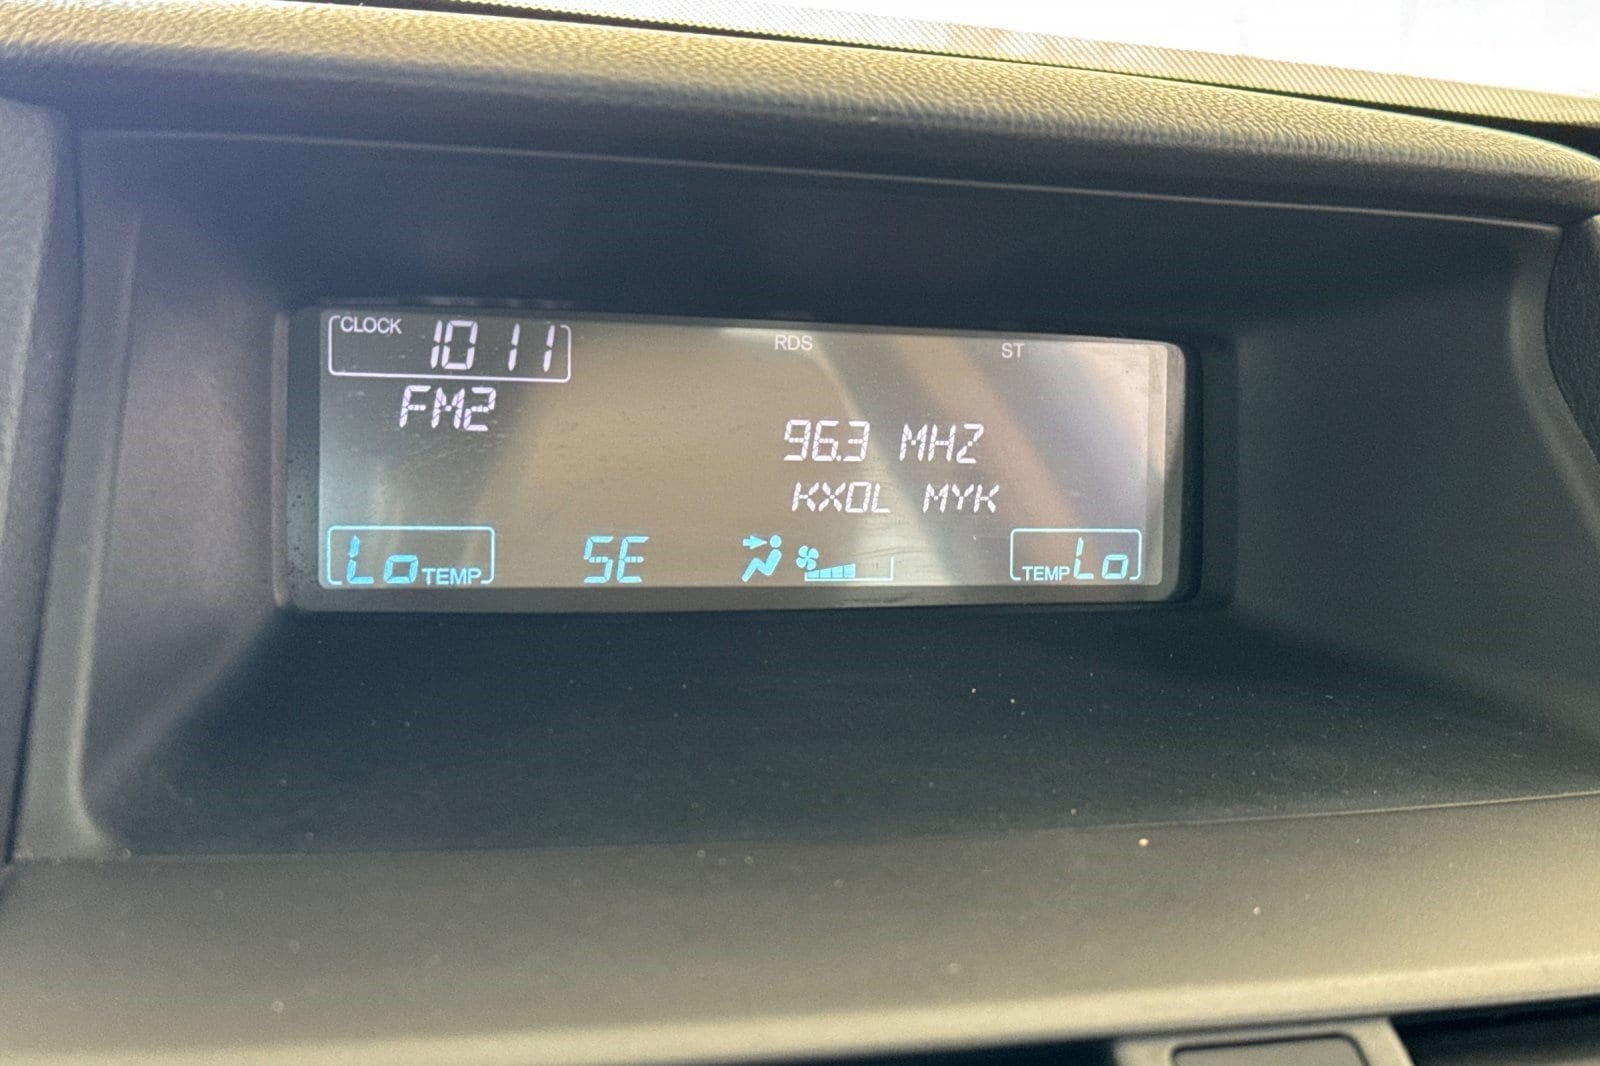 CLOCK 10 11
RDS ST
FM2
96.3 MHZ
KXOL MYK
Lo TEMP SE TEMP Lo